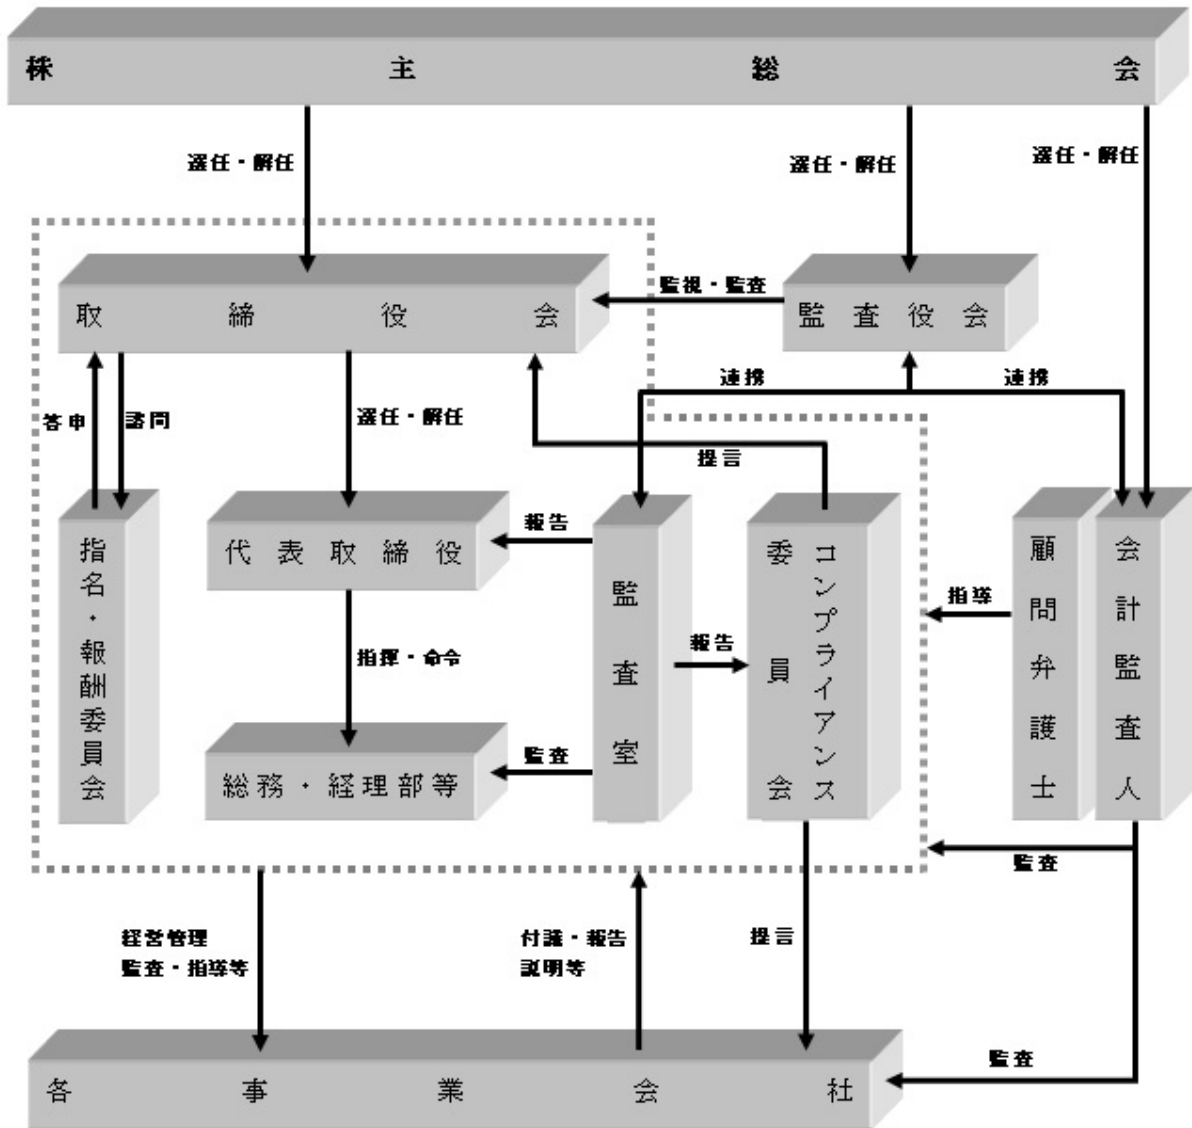 株主総会
選任・解任
選任・解任
選任・解任
取締役会
監視・監査
監査役会
答申
諮問
選任・解任
連携
連携
提言
指名・報酬委員会
代表取締役
報告
監査室
報告
コンプライアンス
委員会
顧問弁護士
会計監査人
指導
指揮・命令
総務・経理部等
監査
監査
経営管理
監査・指導等
付議・報告
説明等
提言
監査
各事業会社